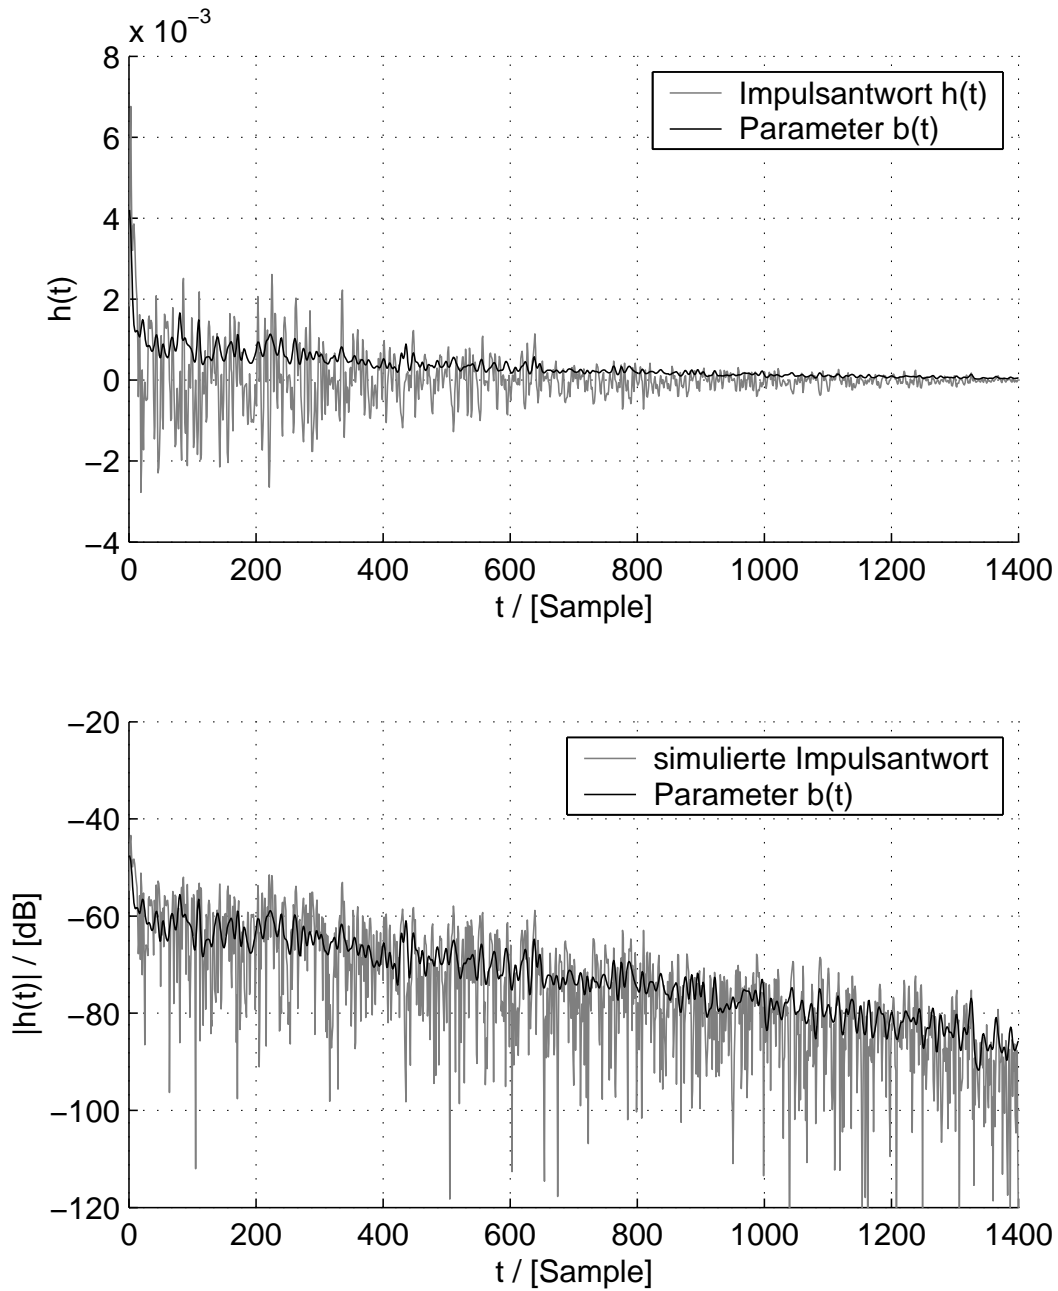 x 10−3
8
6
4
2
0
−2
−4
h(t)
Impulsantwort h(t)
Parameter b(t)
0 200 400 600 800 1000 1200 1400
t / [Sample]
−20
−40
−60
−80
−100
−120
|h(t)| / [dB]
simulierte Impulsantwort
Parameter b(t)
0 200 400 600 800 1000 1200 1400
t / [Sample]